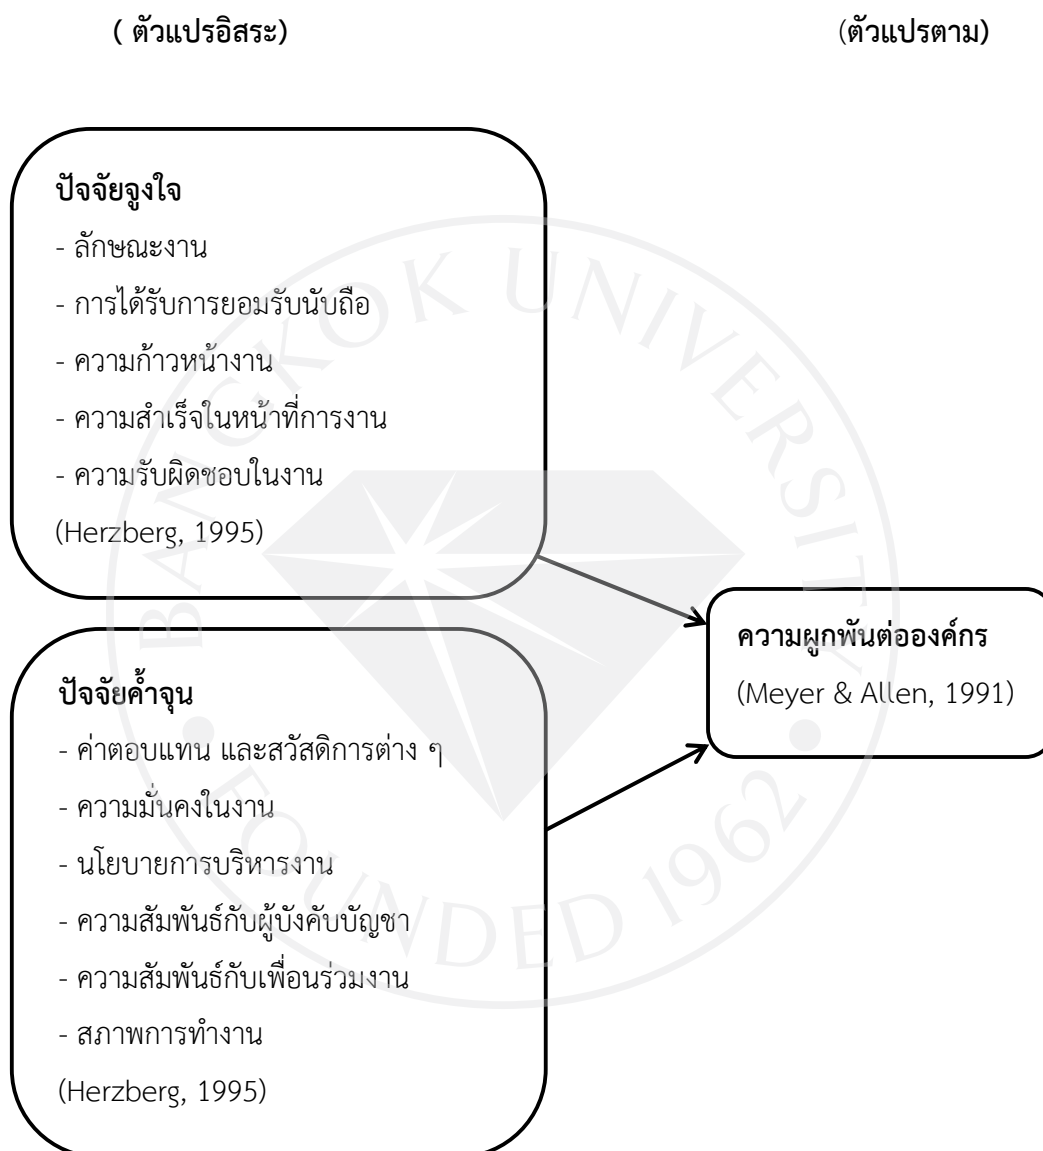 ( ตัวแปรอิสระ)
(ตัวแปรตาม)
ปัจจัยจูงใจ
- ลักษณะงาน
- การได้รับการยอมรับนับถือ
- ความก้าวหน้างาน
- ความสำเร็จในหน้าที่การงาน
- ความรับผิดชอบในงาน
(Herzberg, 1995)
ปัจจัยค้ำจุน
- ค่าตอบแทน และสวัสดิการต่าง ๆ
- ความมั่นคงในงาน
- นโยบายการบริหารงาน
- ความสัมพันธ์กับผู้บังคับบัญชา
- ความสัมพันธ์กับเพื่อนร่วมงาน
- สภาพการทำงาน
(Herzberg, 1995)
ความผูกพันต่อองค์กร
(Meyer & Allen, 1991)
BANGKOK UNIVERSITY
FOUNDED 1962